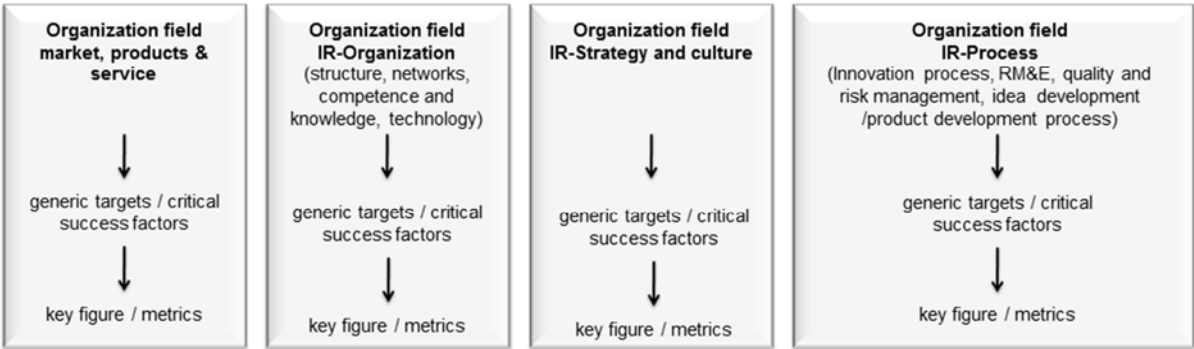 Organization field
market, products &
service
generic targets / critical
success factors
key figure / metrics
Organization field
IR-Organization
(structure, networks,
competence and
knowledge, technology)
generic targets / critical
success factors
key figure / metrics
Organization field
IR-Strategy and culture
generic targets / critical
success factors
key figure / metrics
Organization field
IR-Process
(Innovation process, RM&E, quality and
risk management, idea development
/product development process)
generic targets / critical
success factors
key figure / metrics